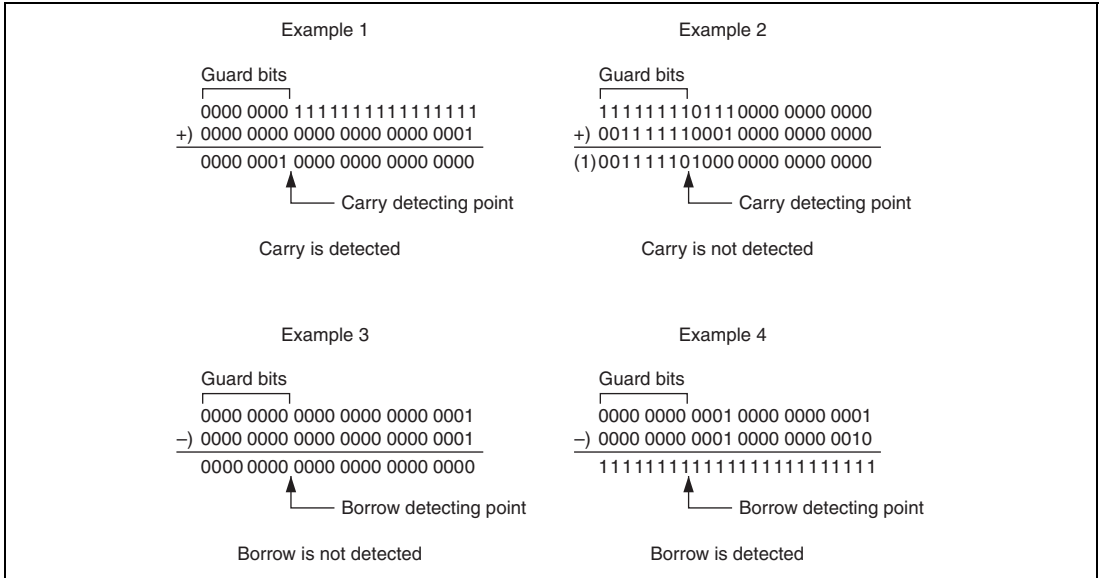 Example 1
Guard bits
0000 0000 1111111111111111
+) 0000 0000 0000 0000 0000 0001
0000 0001 0000 0000 0000 0000
Carry detecting point
Carry is detected
Example 2
Guard bits
111111110111 0000 0000 0000
+) 001111110001 0000 0000 0000
(1)001111101000 0000 0000 0000
Carry detecting point
Carry is not detected
Example 3
Guard bits
0000 0000 0000 0000 0000 0001
–) 0000 0000 0000 0000 0000 0001
0000 0000 0000 0000 0000 0000
Borrow detecting point
Borrow is not detected
Example 4
Guard bits
0000 0000 0001 0000 0000 0001
–) 0000 0000 0001 0000 0000 0010
111111111111111111111111
Borrow detecting point
Borrow is detected